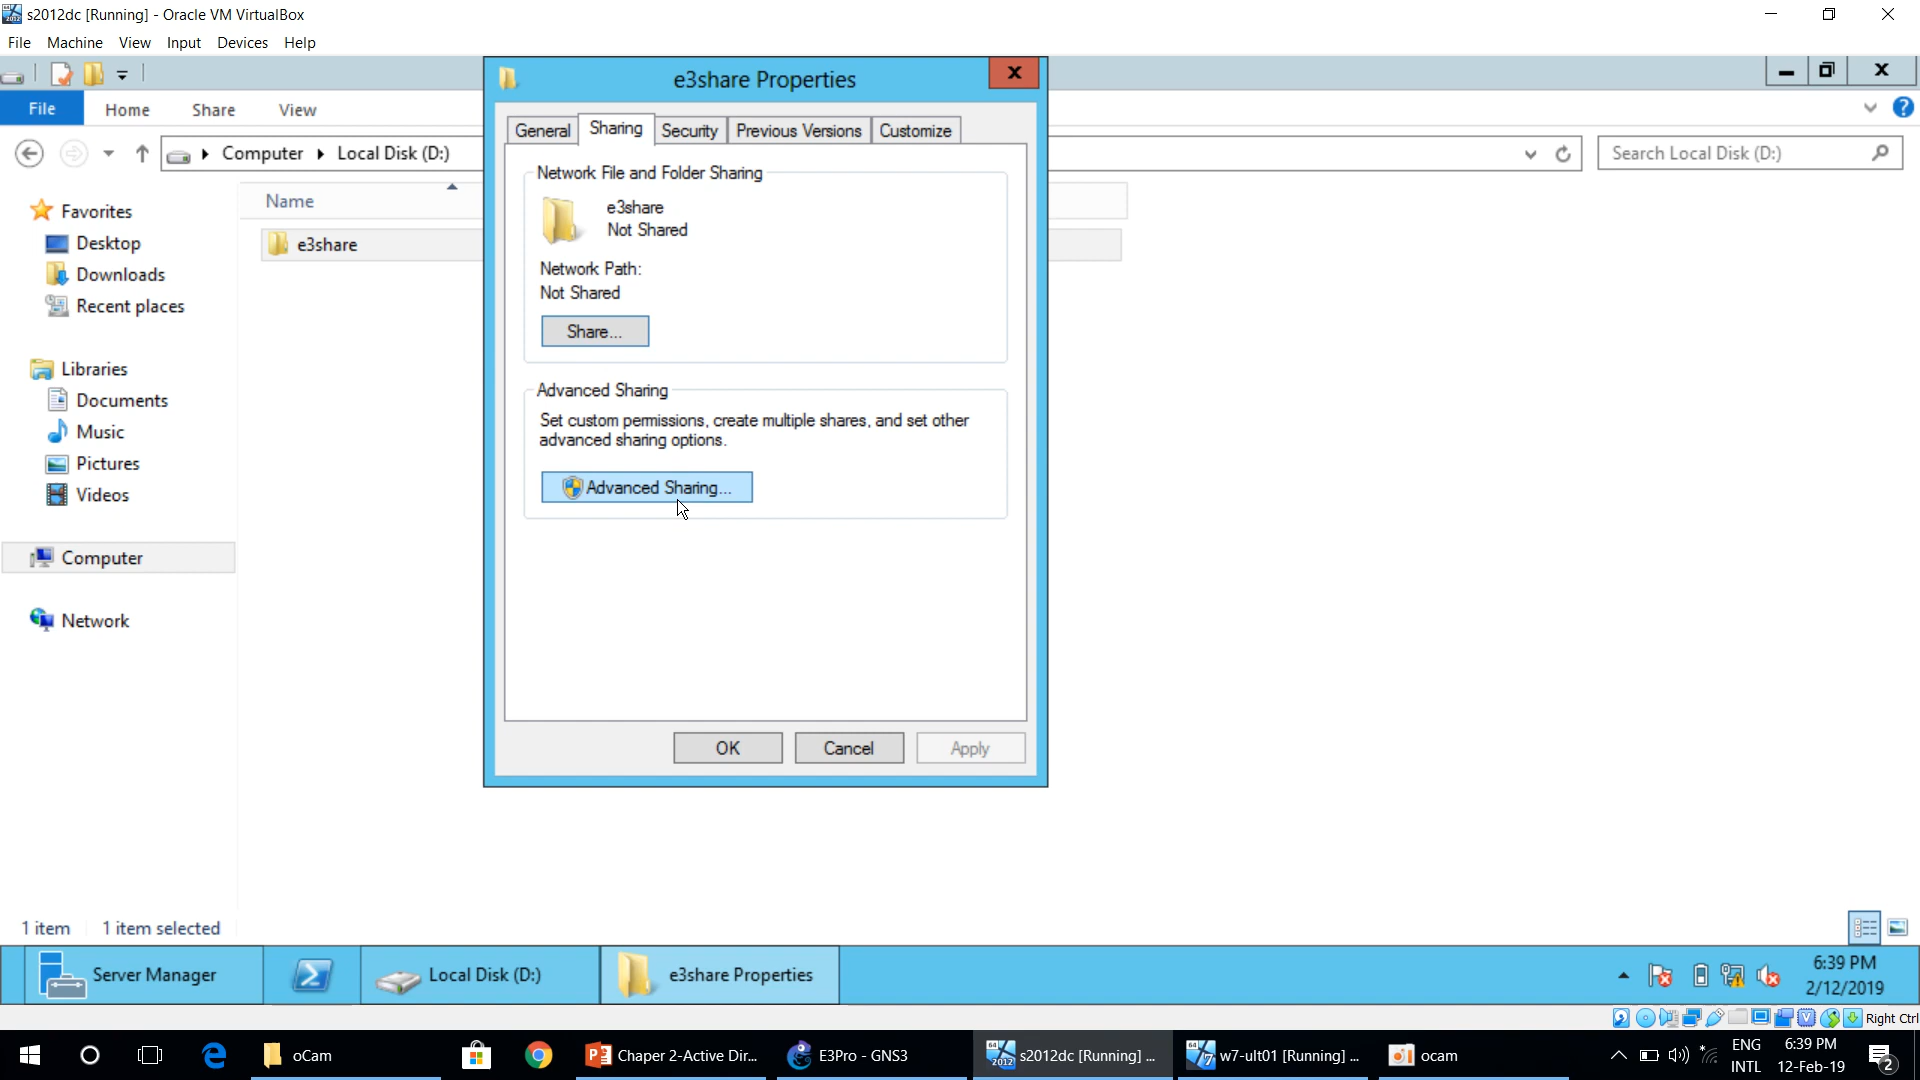 s2012dc [Running] - Oracle VM VirtualBox
File Machine View Input Devices Help
e3share Properties
File Home Share View
General Sharing Security Previous Versions Customize
Computer Local Disk (D:)
Search Local Disk (D:)
Favorites
Desktop
Downloads
Recent places
Libraries
Documents
Music
Pictures
Videos
Computer
Network
Name
e3share
Network File and Folder Sharing
e3share
Not Shared
Network Path:
Not Shared
Share...
Advanced Sharing
Set custom permissions, create multiple shares, and set other
advanced sharing options.
Advanced Sharing...
OK Cancel Apply
1 item 1 item selected
Server Manager Local Disk (D:) e3share Properties
6:39 PM
2/12/2019
Right Ctrl
oCam Chaper 2-Active Dir... E3Pro - GNS3 s2012dc [Running] ... w7-ult01 [Running] ... ocam
ENG
INTL
6:39 PM
12-Feb-19
2